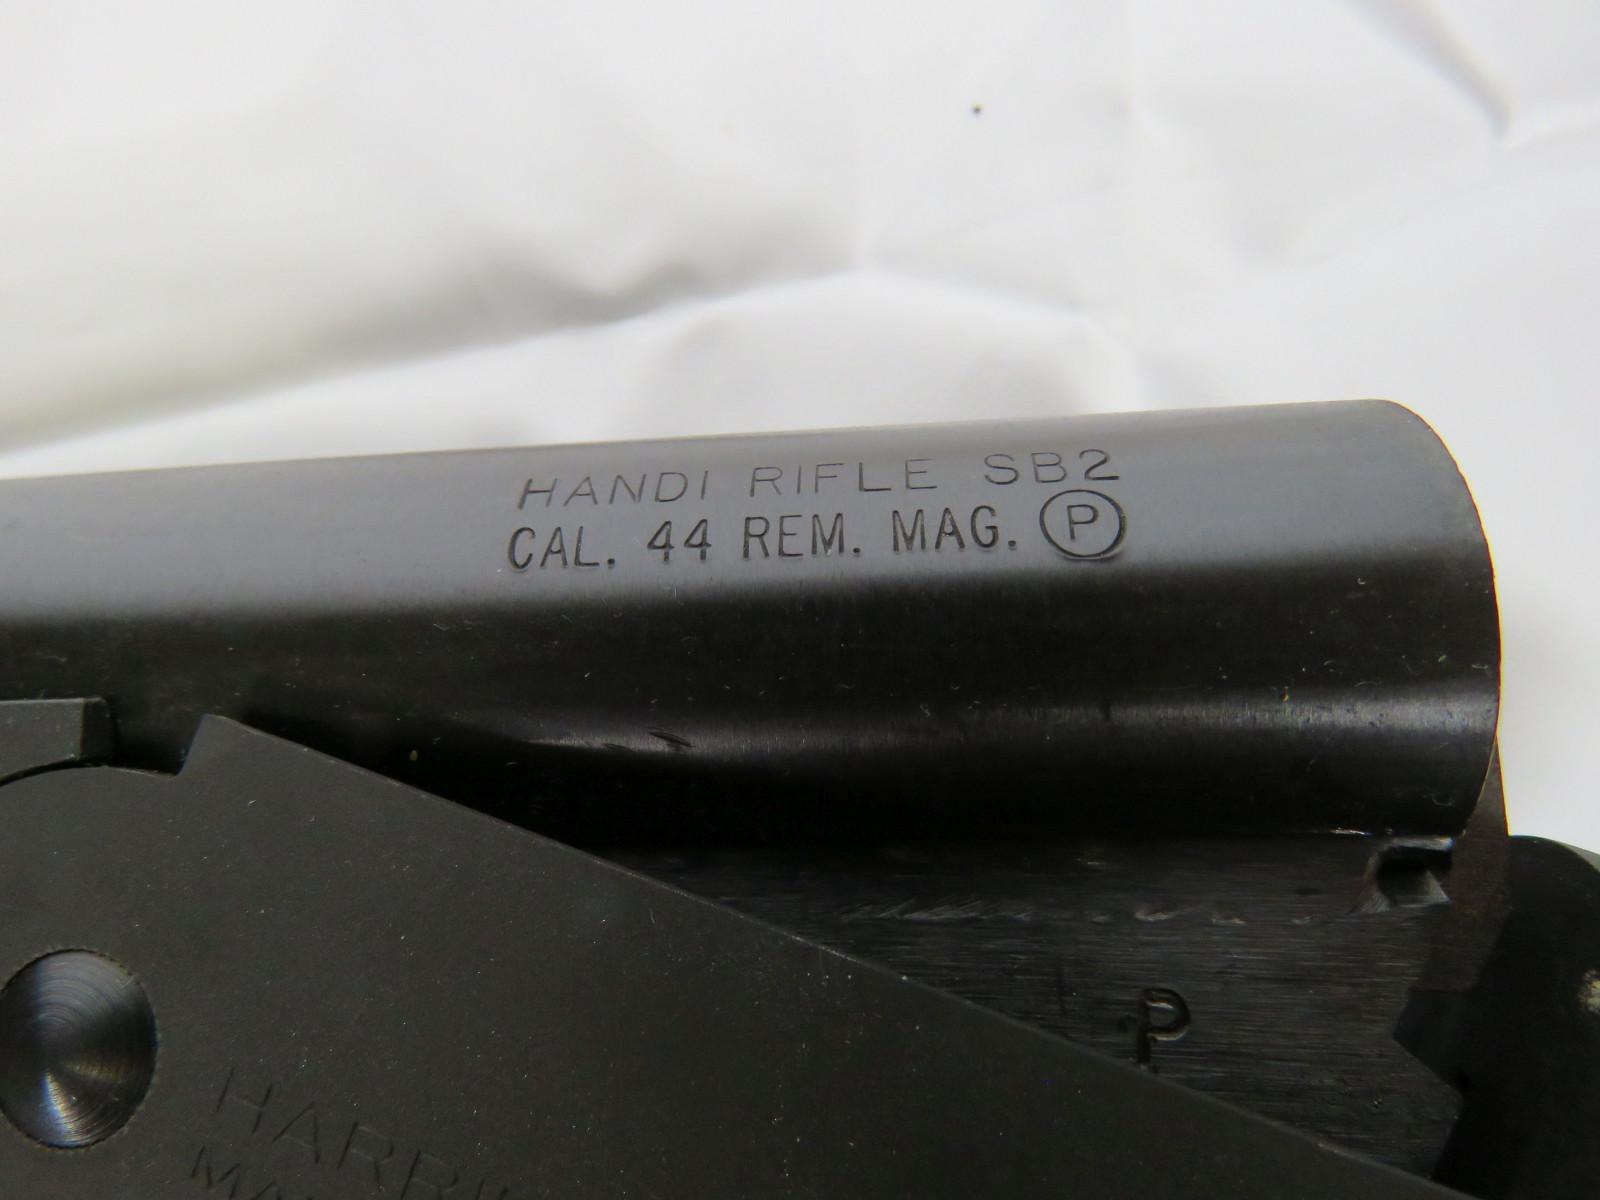 HANDI RIFLE SB2
CAL. 44 REM. MAG. Ⓟ
P